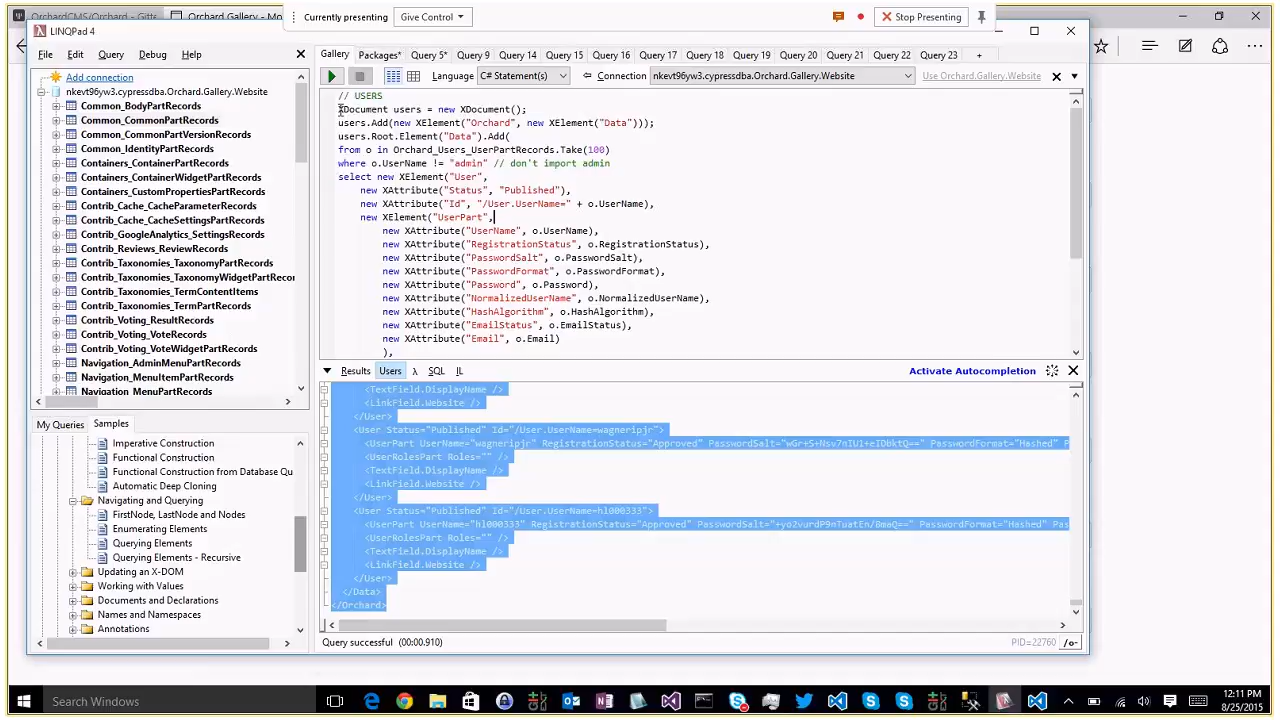 OrchardCMS/Orchard - Gitte
Orchard Gallery - Mo
Currently presenting
Give Control
Stop Presenting
LINQPad 4
File Edit Query Debug Help
Gallery Packages* Query 5* Query 9 Query 14 Query 15 Query 16 Query 17 Query 18 Query 19 Query 20 Query 21 Query 22 Query 23 +
Language C# Statement(s) Connection nkevt96yw3.cypressdba.Orchard.Gallery.Website Use Orchard.Gallery.Website
Add connection
nkevt96yw3.cypressdba.Orchard.Gallery.Website
Common_BodyPartRecords
Common_CommonPartRecords
Common_CommonPartVersionRecords
Common_IdentityPartRecords
Containers_ContainerPartRecords
Containers_ContainerWidgetPartRecords
Containers_CustomPropertiesPartRecords
Contrib_Cache_CacheParameterRecords
Contrib_Cache_CacheSettingsPartRecords
Contrib_GoogleAnalytics_SettingsRecords
Contrib_Reviews_ReviewRecords
Contrib_Taxonomies_TaxonomyPartRecords
Contrib_Taxonomies_TaxonomyWidgetPartRecor
Contrib_Taxonomies_TermContentItems
Contrib_Taxonomies_TermPartRecords
Contrib_Voting_ResultRecords
Contrib_Voting_VoteRecords
Contrib_Voting_VoteWidgetPartRecords
Navigation_AdminMenuPartRecords
Navigation_MenuItemPartRecords
Navigation_MenuPartRecords
// USERS
XDocument users = new XDocument();
users.Add(new XElement("Orchard", new XElement("Data")));
users.Root.Element("Data").Add(
from o in Orchard_Users_UserPartRecords.Take(100)
where o.UserName != "admin" // don't import admin
select new XElement("User",
new XAttribute("Status", "Published"),
new XAttribute("Id", "/User.UserName=" + o.UserName),
new XElement("UserPart",
new XAttribute("UserName", o.UserName),
new XAttribute("RegistrationStatus", o.RegistrationStatus),
new XAttribute("PasswordSalt", o.PasswordSalt),
new XAttribute("PasswordFormat", o.PasswordFormat),
new XAttribute("Password", o.Password),
new XAttribute("NormalizedUserName", o.NormalizedUserName),
new XAttribute("HashAlgorithm", o.HashAlgorithm),
new XAttribute("EmailStatus", o.EmailStatus),
new XAttribute("Email", o.Email)
),
Results Users λ SQL IL Activate Autocompletion
<TextField.DisplayName />
<LinkField.Website />
</User>
<User Status="Published" Id="/User.UserName=wagneripjr">
<UserPart UserName="wagneripjr" RegistrationStatus="Approved" PasswordSalt="wGr+S+Nsv7nIU1+eIDbktQ==" PasswordFormat="Hashed" P
<UserRolesPart Roles="" />
<TextField.DisplayName />
<LinkField.Website />
</User>
<User Status="Published" Id="/User.UserName=hl000333">
<UserPart UserName="hl000333" RegistrationStatus="Approved" PasswordSalt="+yo2vurdP9mTuatEn/8maQ==" PasswordFormat="Hashed" Pas
<UserRolesPart Roles="" />
<TextField.DisplayName />
<LinkField.Website />
</User>
</Data>
</Orchard>
My Queries Samples
Imperative Construction
Functional Construction
Functional Construction from Database Qu
Automatic Deep Cloning
Navigating and Querying
FirstNode, LastNode and Nodes
Enumerating Elements
Querying Elements
Querying Elements - Recursive
Updating an X-DOM
Working with Values
Documents and Declarations
Names and Namespaces
Annotations
Query successful (00:00.910)
PID=22760 /o-
Search Windows
12:11 PM
8/25/2015